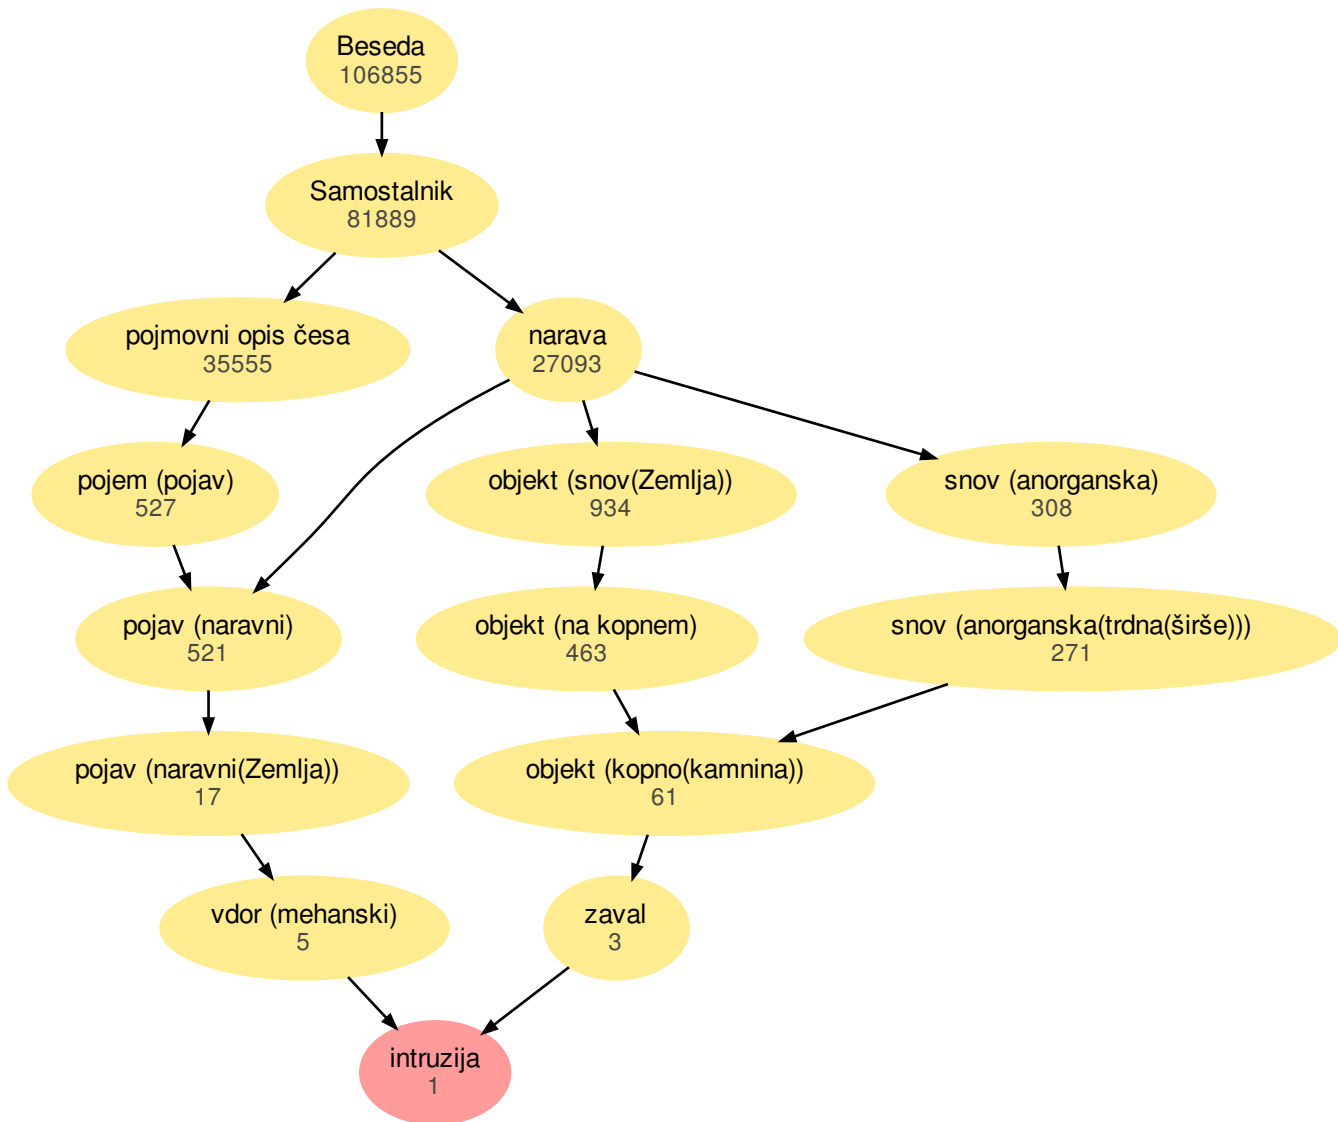 Beseda
106855
Samostalnik
81889
pojmovni opis česa
35555
narava
27093
pojem (pojav)
527
objekt (snov(Zemlja))
934
snov (anorganska)
308
pojav (naravni)
521
objekt (na kopnem)
463
snov (anorganska(trdna(širše)))
271
pojav (naravni(Zemlja))
17
objekt (kopno(kamnina))
61
vdor (mehanski)
5
zaval
3
intruzija
1